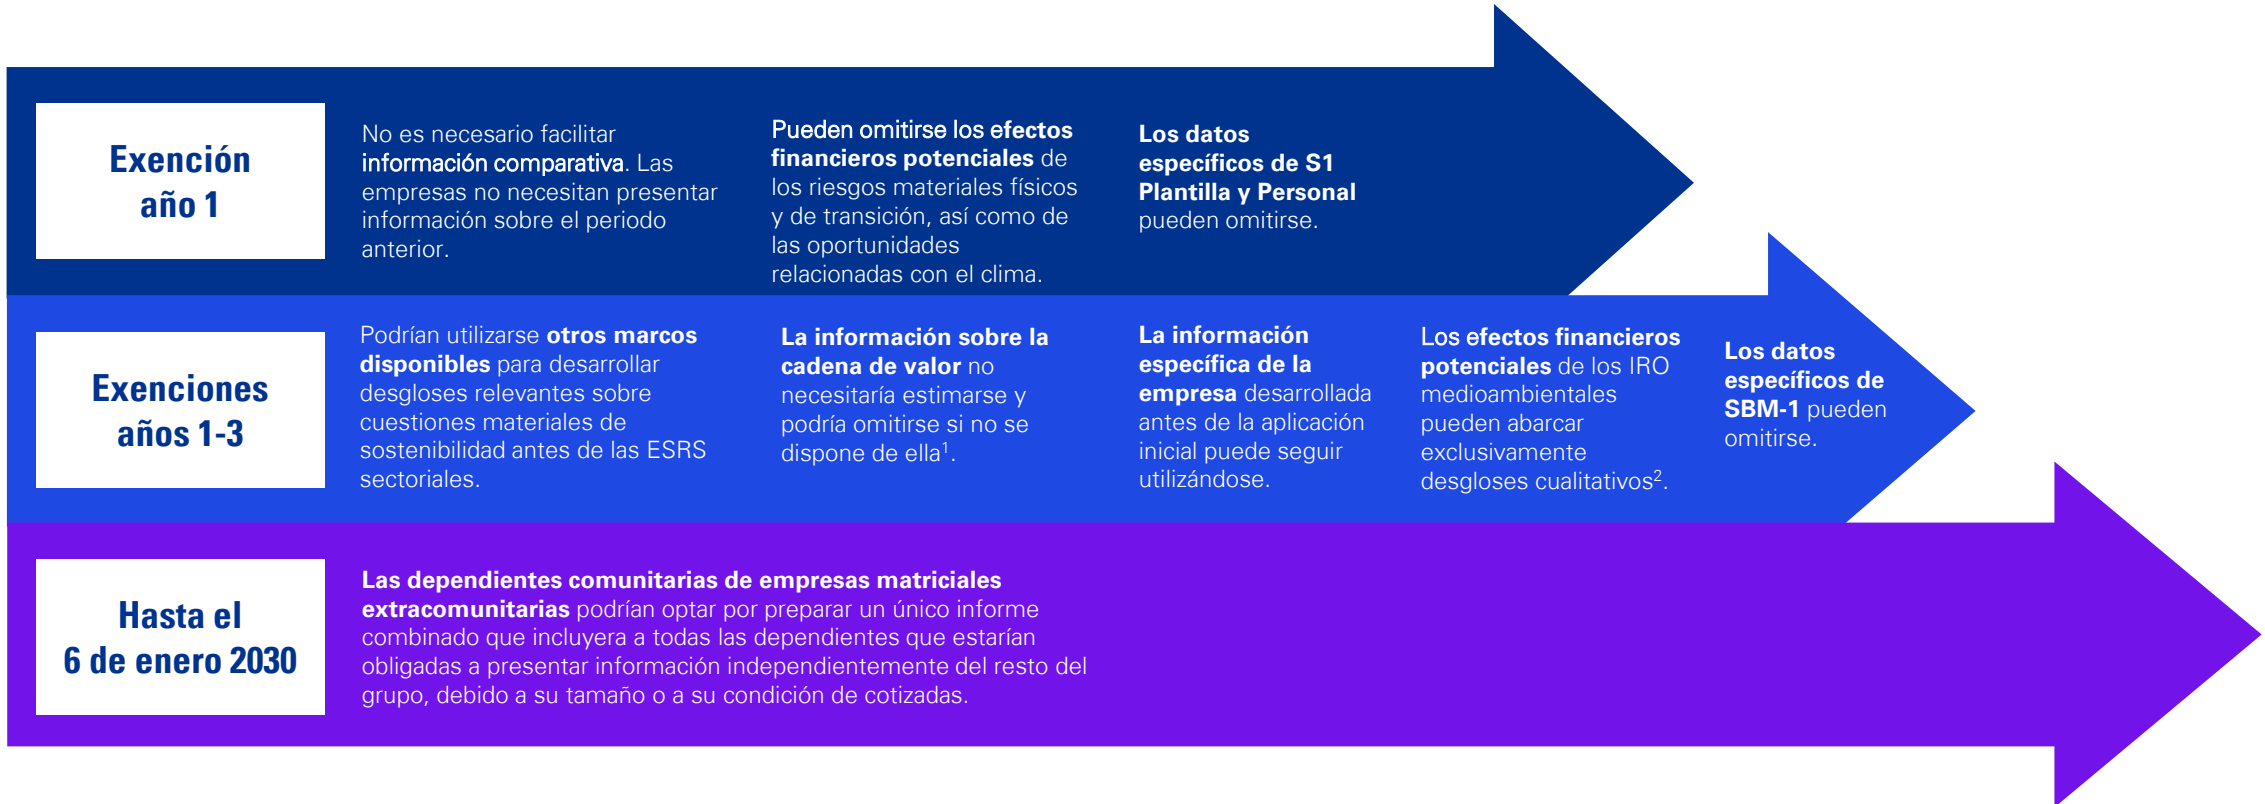 Exención
año 1
No es necesario facilitar
información comparativa. Las
empresas no necesitan presentar
información sobre el periodo
anterior.
Pueden omitirse los efectos
financieros potenciales de
los riesgos materiales físicos
y de transición, así como de
las oportunidades
relacionadas con el clima.
Los datos
específicos de S1
Plantilla y Personal
pueden omitirse.
Exenciones
años 1-3
Podrían utilizarse otros marcos
disponibles para desarrollar
desgloses relevantes sobre
cuestiones materiales de
sostenibilidad antes de las ESRS
sectoriales.
La información sobre la
cadena de valor no
necesitaría estimarse y
podría omitirse si no se
dispone de ella¹.
La información
específica de la
empresa desarrollada
antes de la aplicación
inicial puede seguir
utilizándose.
Los efectos financieros
potenciales de los IRO
medioambientales
pueden abarcar
exclusivamente
desgloses cualitativos².
Los datos
específicos de
SBM-1 pueden
omitirse.
Hasta el
6 de enero 2030
Las dependientes comunitarias de empresas matriciales
extracomunitarias podrían optar por preparar un único informe
combinado que incluyera a todas las dependientes que estarían
obligadas a presentar información independientemente del resto del
grupo, debido a su tamaño o a su condición de cotizadas.